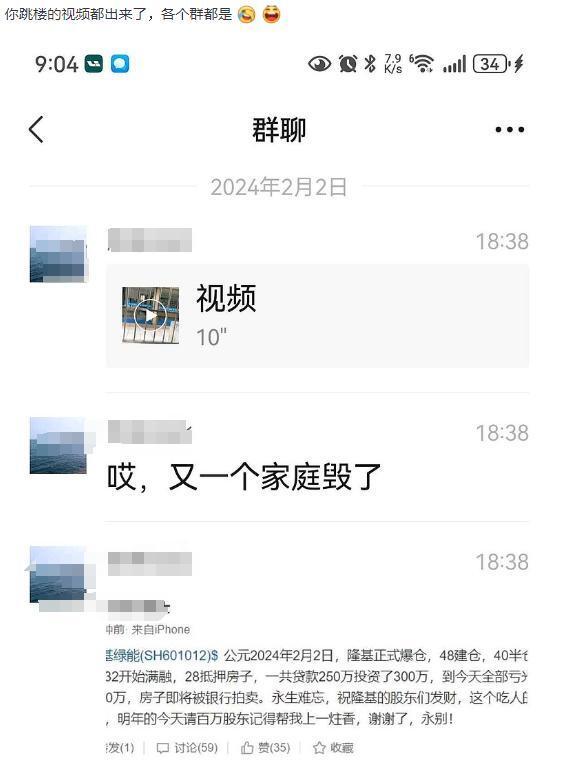 你跳楼的视频都出来了，各个群都是
9:04 7.9 K/s 6 34
群聊
2024年2月2日
18:38
视频
10"
18:38
哎，又一个家庭毁了
18:38
钟前 来自iPhone
基绿能(SH601012)$ 公元2024年2月2日，隆基正式爆仓，48建仓，40半仓
32开始满融，28抵押房子，一共贷款250万投资了300万，到今天全部亏光
0万，房子即将被银行拍卖。永生难忘，祝隆基的股东们发财，这个吃人的
，明年的今天请百万股东记得帮我上一炷香，谢谢了，永别！
发(1) 讨论(59) 赞(35) 收藏